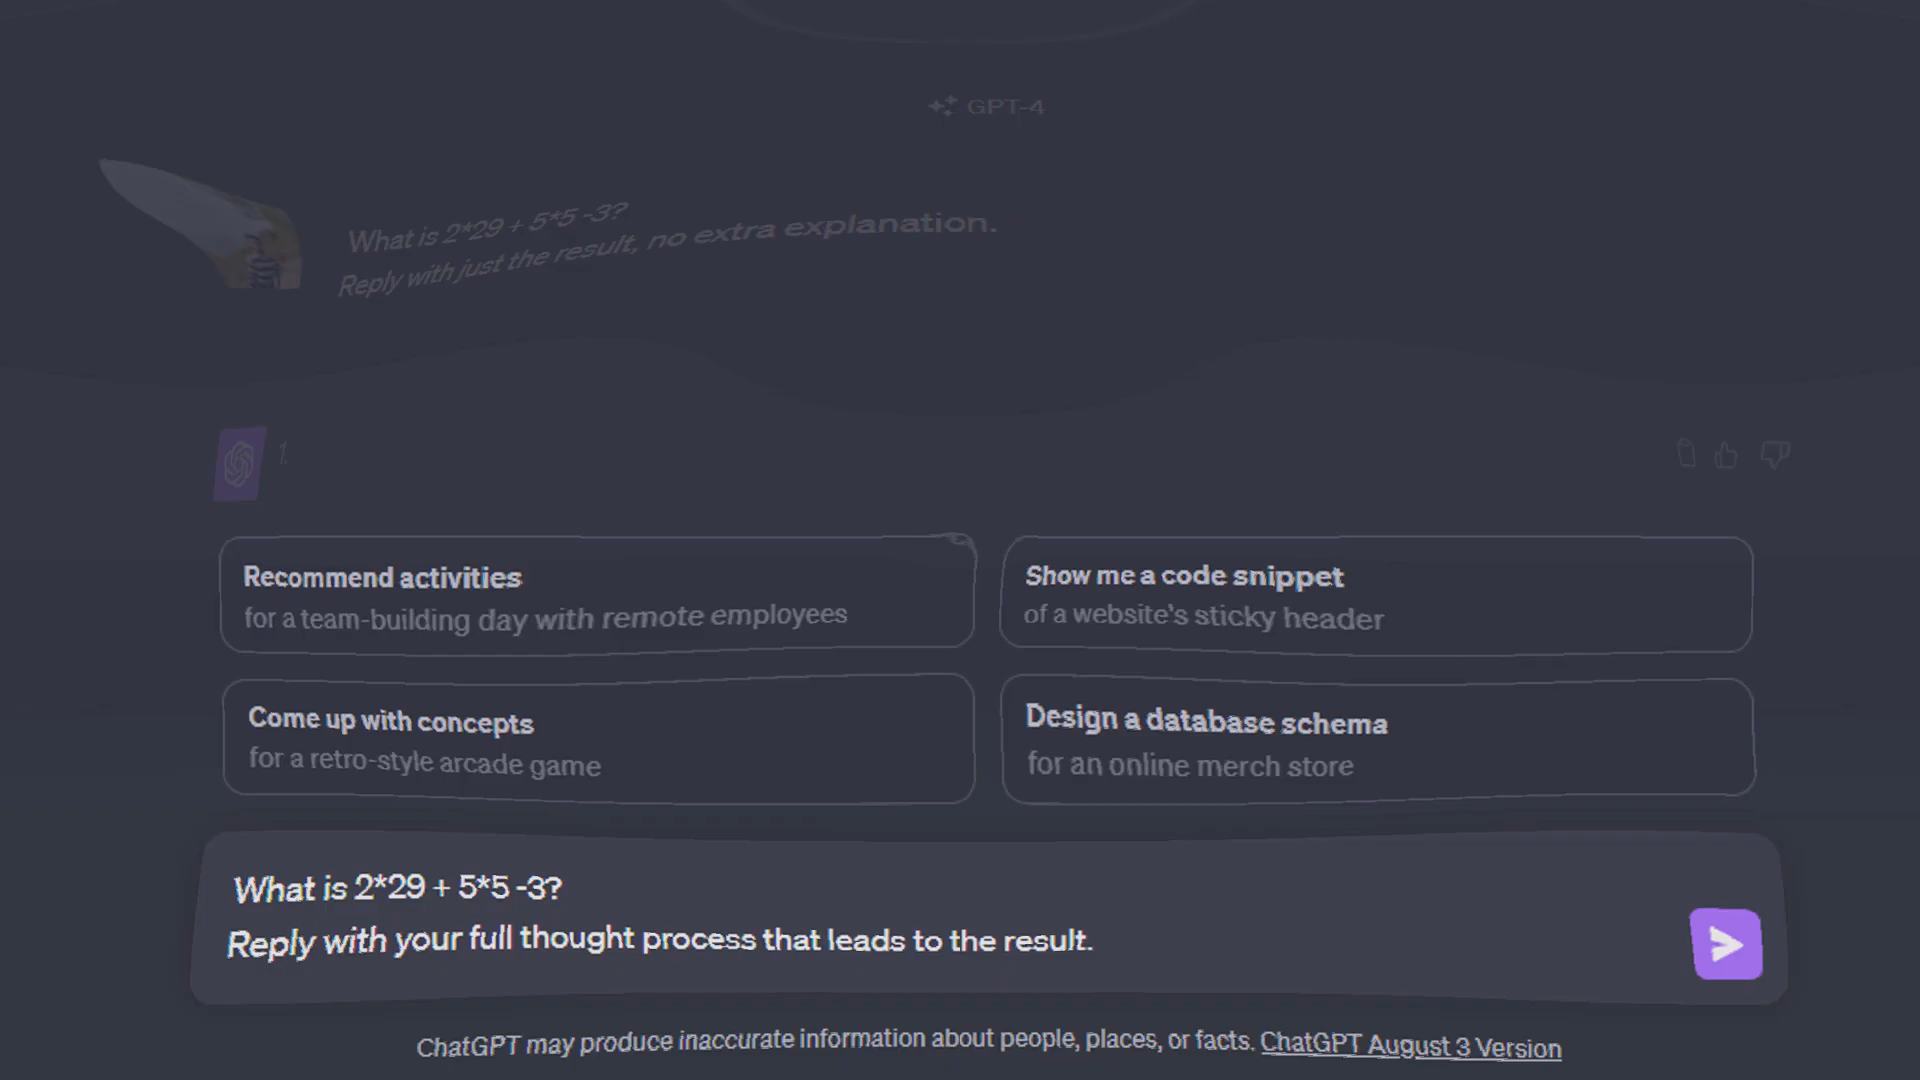 GPT-4
What is 2*29 + 5*5 -3?
Reply with just the result, no extra explanation.
1.
Recommend activities
for a team-building day with remote employees
Show me a code snippet
of a website's sticky header
Come up with concepts
for a retro-style arcade game
Design a database schema
for an online merch store
What is 2*29 + 5*5 -3?
Reply with your full thought process that leads to the result.
ChatGPT may produce inaccurate information about people, places, or facts. ChatGPT August 3 Version